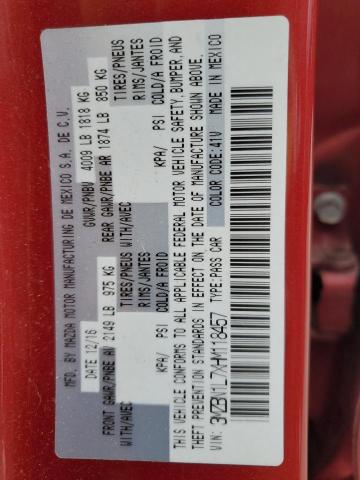 MFD. BY MAZDA MOTOR MANUFACTURING DE MEXICO S.A. DE C.V.
DATE 12/16 GVWR/PNBV 4009 LB 1818 KG
FRONT GAWR/PNBE AV 2149 LB 975 KG REAR GAWR/PNBE AR 1874 LB 850 KG
WITH/AVEC TIRES/PNEUS WITH/AVEC TIRES/PNEUS
RIMS/JANTES RIMS/JANTES
KPA/ PSI COLD/A FROID KPA/ PSI COLD/A FROID
THIS VEHICLE CONFORMS TO ALL APPLICABLE FEDERAL MOTOR VEHICLE SAFETY, BUMPER, AND
THEFT PREVENTION STANDARDS IN EFFECT ON THE DATE OF MANUFACTURE SHOWN ABOVE.
VIN: 3MZBN1L7XHM118457 TYPE:PASS CAR COLOR CODE:41V MADE IN MEXICO